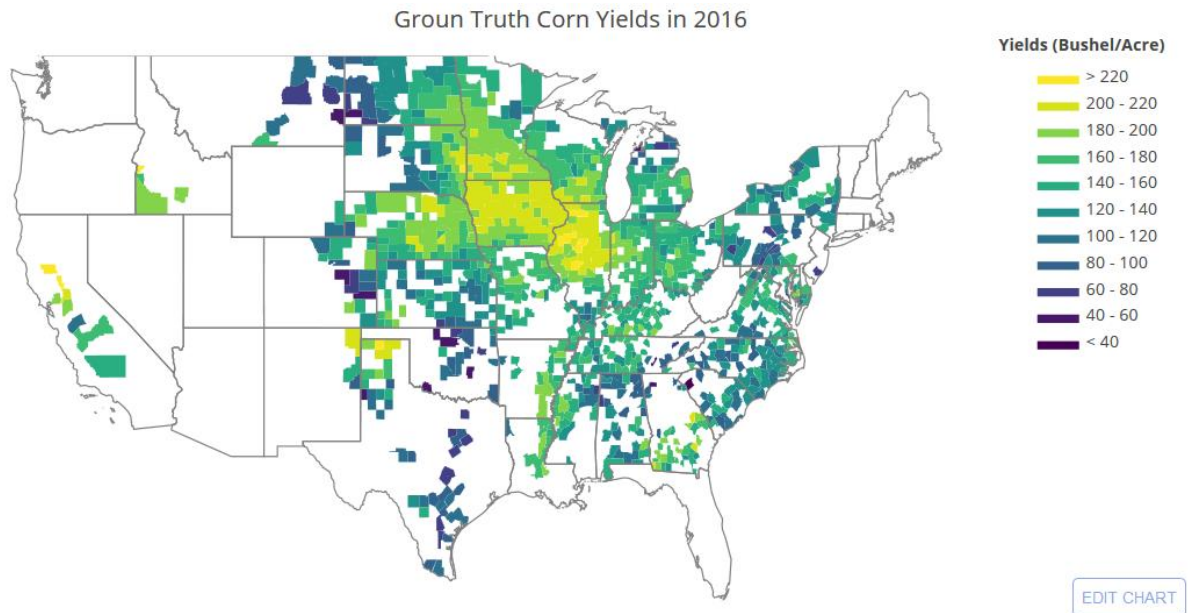 Groun Truth Corn Yields in 2016
Yields (Bushel/Acre)
> 220
200 - 220
180 - 200
160 - 180
140 - 160
120 - 140
100 - 120
80 - 100
60 - 80
40 - 60
< 40
EDIT CHART